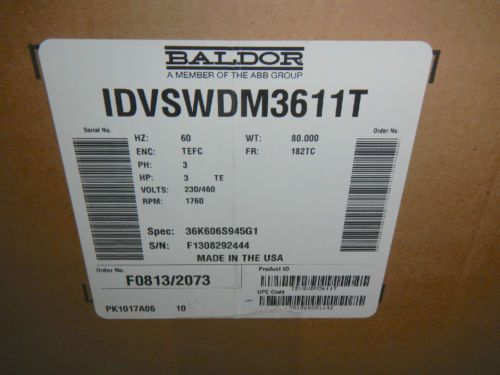 BALDOR
A MEMBER OF THE ABB GROUP
IDVSWDM3611T
Serial No.
Order No.
HZ: 60 WT: 80.000
ENC: TEFC FR: 182TC
PH: 3
HP: 3 TE
VOLTS: 230/460
RPM: 1760
Spec: 36K606S945G1
S/N: F1308292444
MADE IN THE USA
Order No
F0813/2073
Product ID
IDVSWDM3611T
UPC Code
PK1017A06 10